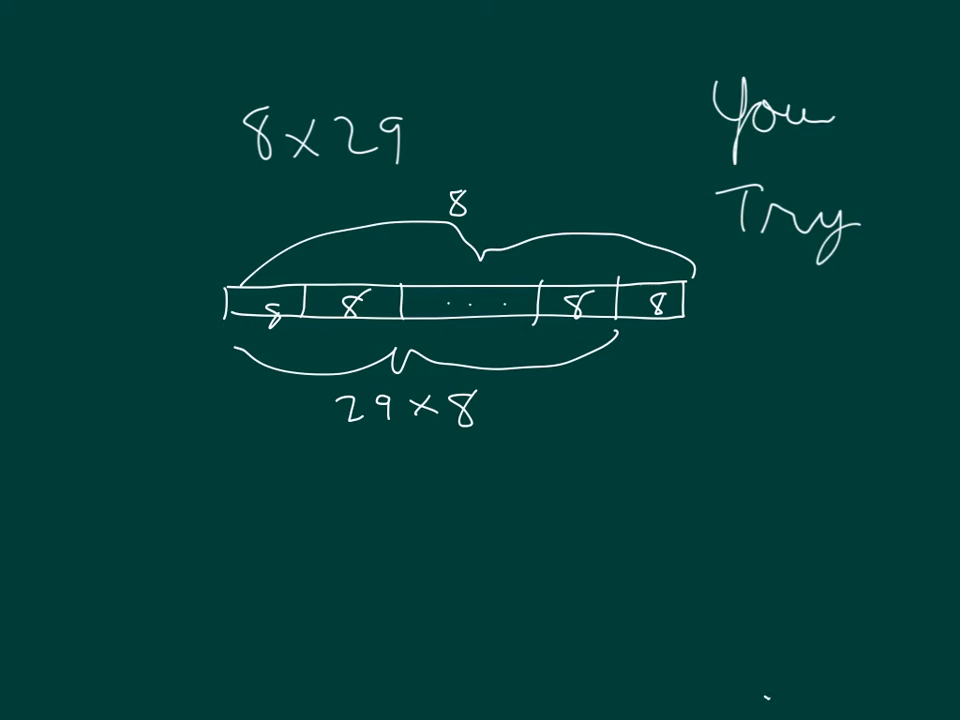 8 × 29
You
Try
8
8 8 . . . 8 8
29 × 8